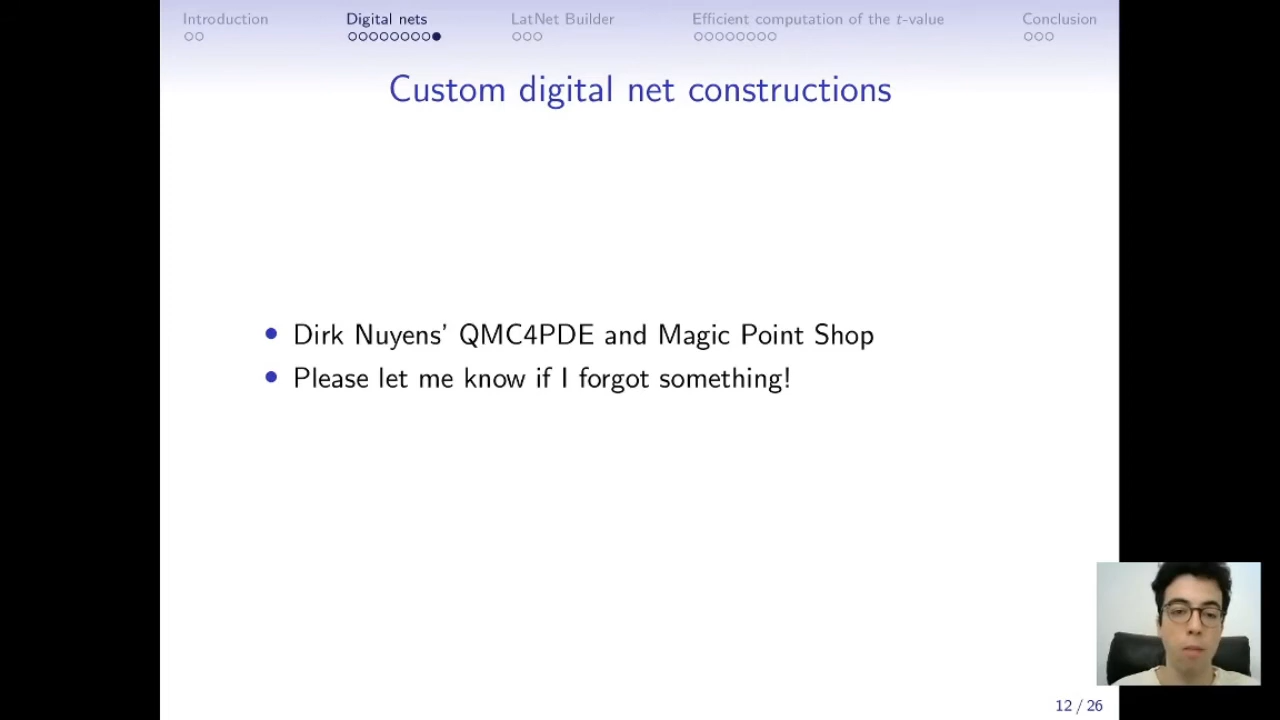 Introduction
Digital nets
LatNet Builder
Efficient computation of the t-value
Conclusion
Custom digital net constructions
• Dirk Nuyens' QMC4PDE and Magic Point Shop
• Please let me know if I forgot something!
12 / 26